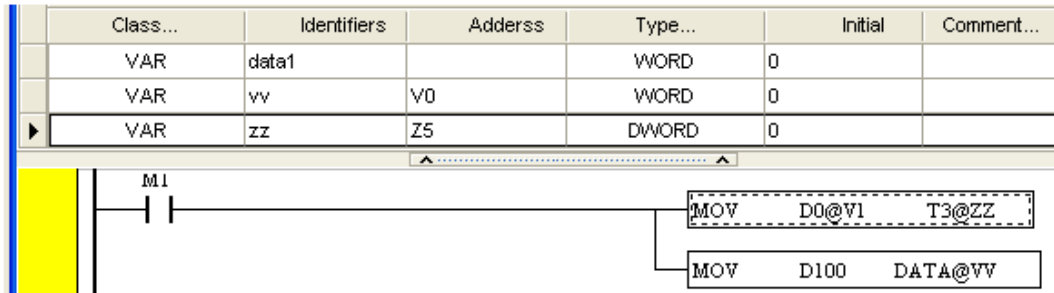 Class... Identifiers Adderss Type... Initial Comment...
VAR data1 WORD 0
VAR vv V0 WORD 0
VAR zz Z5 DWORD 0
M1
MOV D0@V1 T3@ZZ
MOV D100 DATA@VV